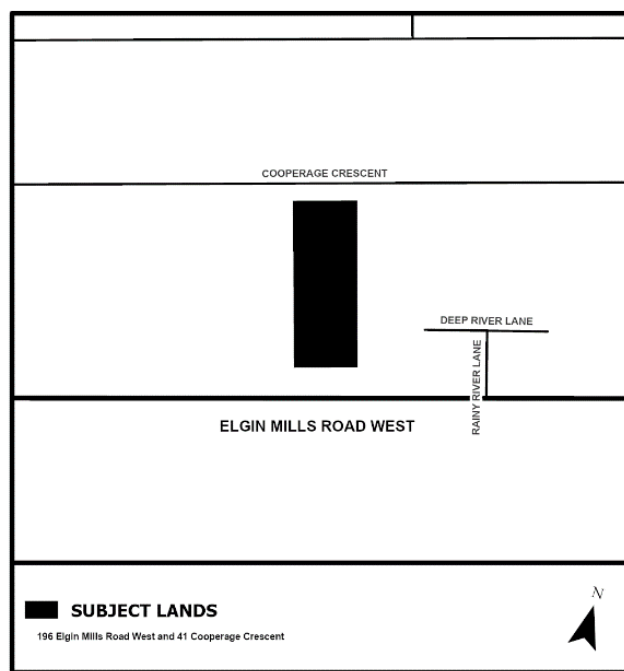 COOPERAGE CRESCENT
DEEP RIVER LANE
RAINY RIVER LANE
ELGIN MILLS ROAD WEST
SUBJECT LANDS
196 Elgin Mills Road West and 41 Cooperage Crescent
N